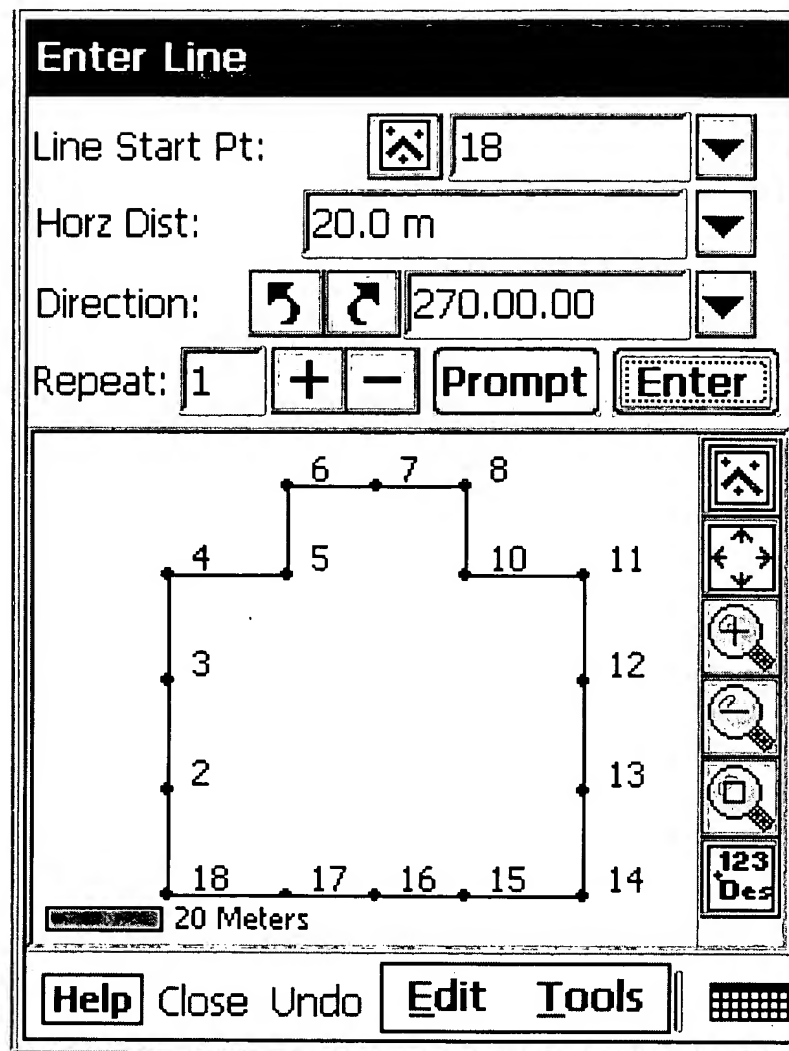 Enter Line
Line Start Pt: 18
Horz Dist: 20.0 m
Direction: 270.00.00
Repeat: 1 + − Prompt Enter
6 7 8
4 5 10 11
3 12
2 13
18 17 16 15 14
20 Meters
123
Des
Help Close Undo Edit Tools